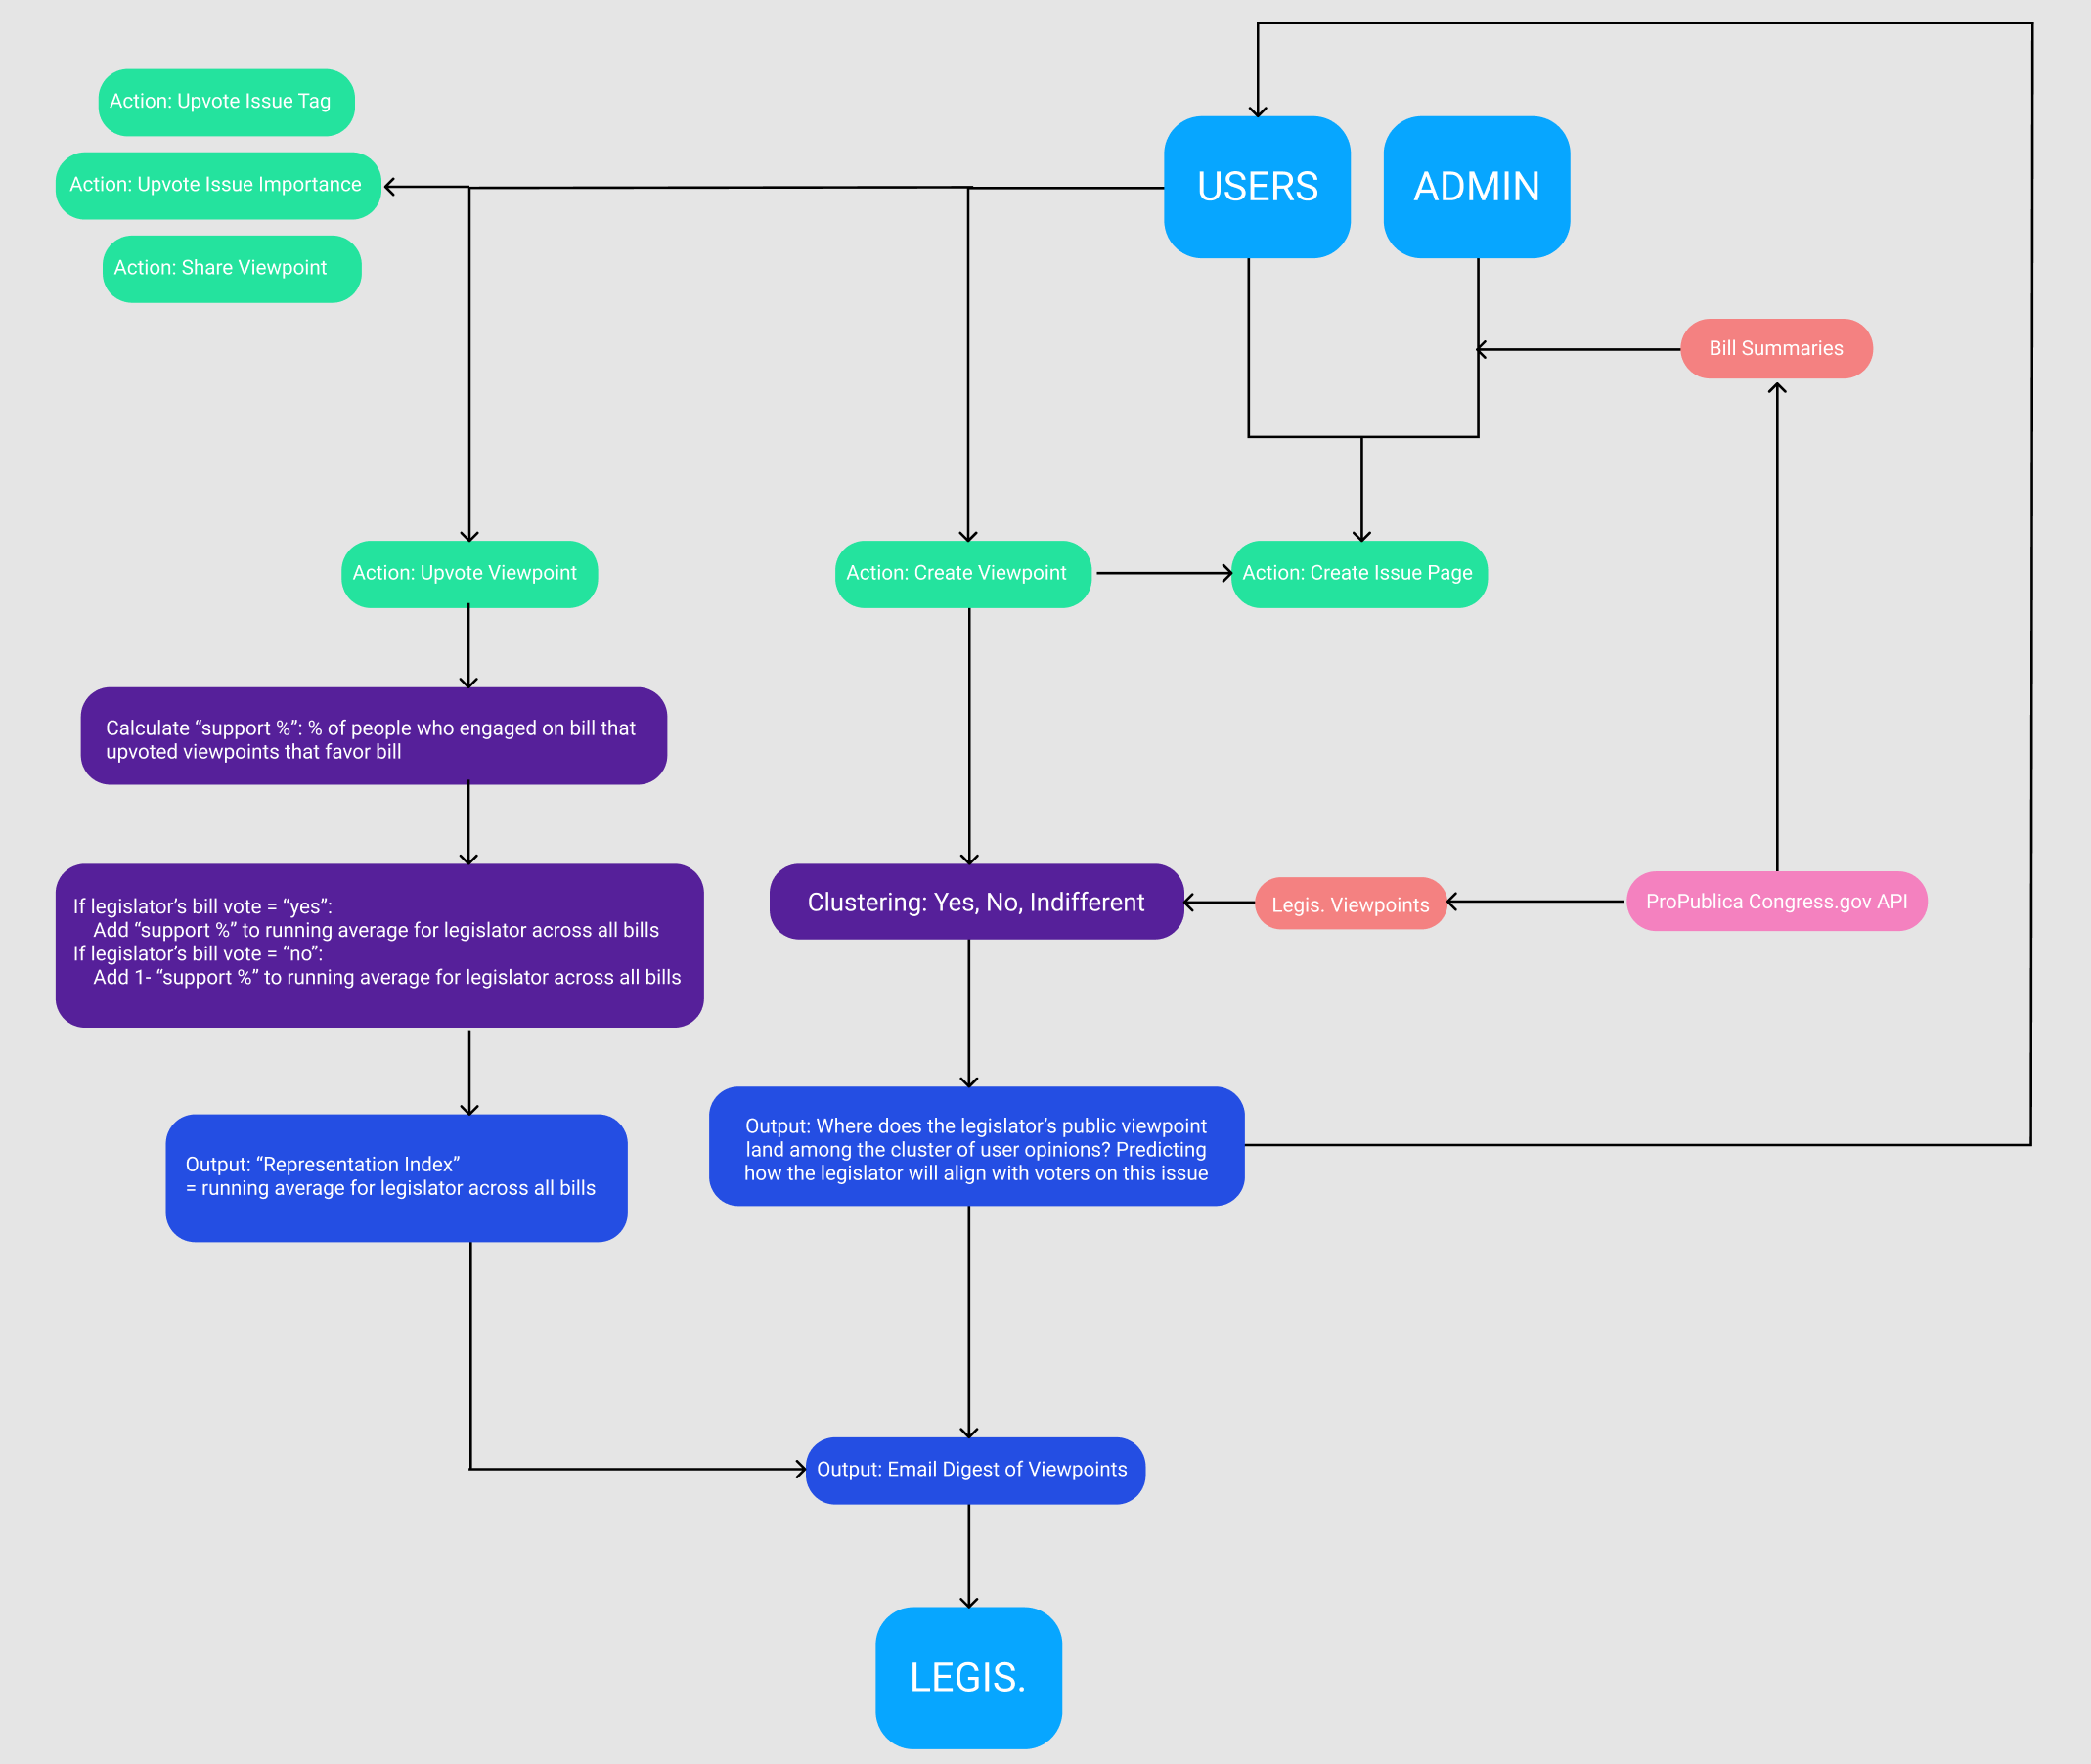 Action: Upvote Issue Tag
Action: Upvote Issue Importance
Action: Share Viewpoint
USERS
ADMIN
Bill Summaries
Action: Upvote Viewpoint
Action: Create Viewpoint
Action: Create Issue Page
Calculate “support %”: % of people who engaged on bill that
upvoted viewpoints that favor bill
If legislator’s bill vote = “yes”:
Add “support %” to running average for legislator across all bills
If legislator’s bill vote = “no”:
Add 1- “support %” to running average for legislator across all bills
Clustering: Yes, No, Indifferent
Legis. Viewpoints
ProPublica Congress.gov API
Output: “Representation Index”
= running average for legislator across all bills
Output: Where does the legislator’s public viewpoint
land among the cluster of user opinions? Predicting
how the legislator will align with voters on this issue
Output: Email Digest of Viewpoints
LEGIS.